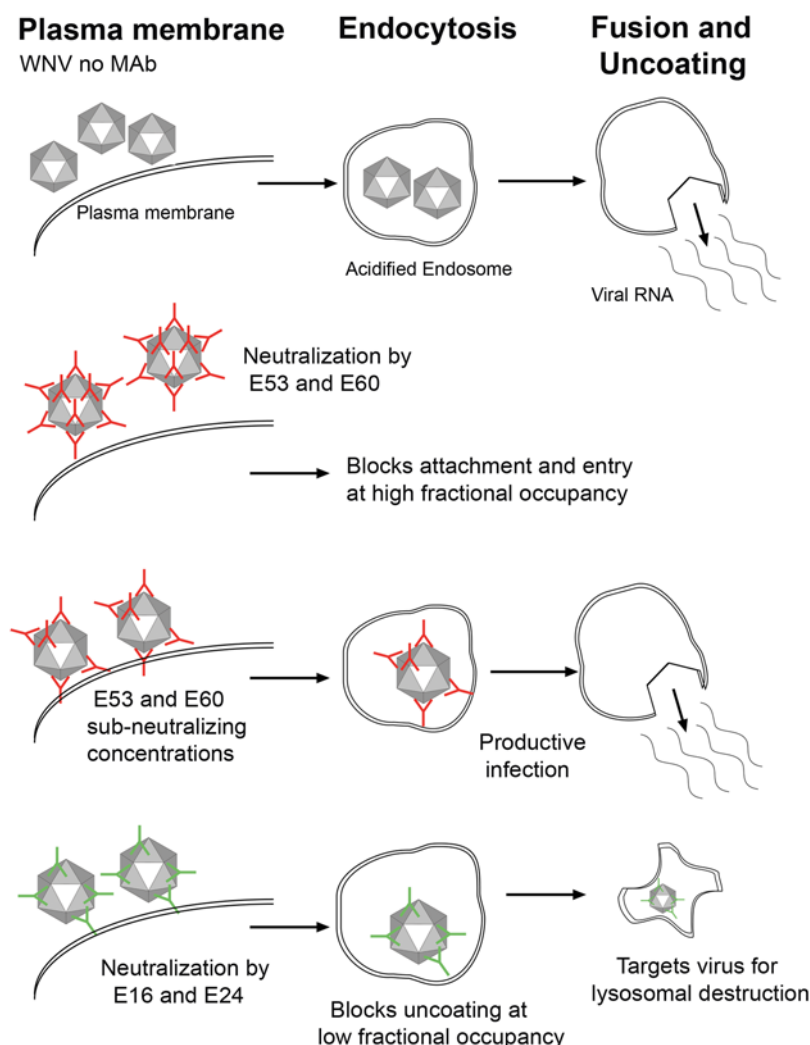 Plasma membrane
Endocytosis
Fusion and
Uncoating
WNV no MAb
Plasma membrane
Acidified Endosome
Viral RNA
Neutralization by
E53 and E60
Blocks attachment and entry
at high fractional occupancy
E53 and E60
sub-neutralizing
concentrations
Productive
infection
Neutralization by
E16 and E24
Blocks uncoating at
low fractional occupancy
Targets virus for
lysosomal destruction